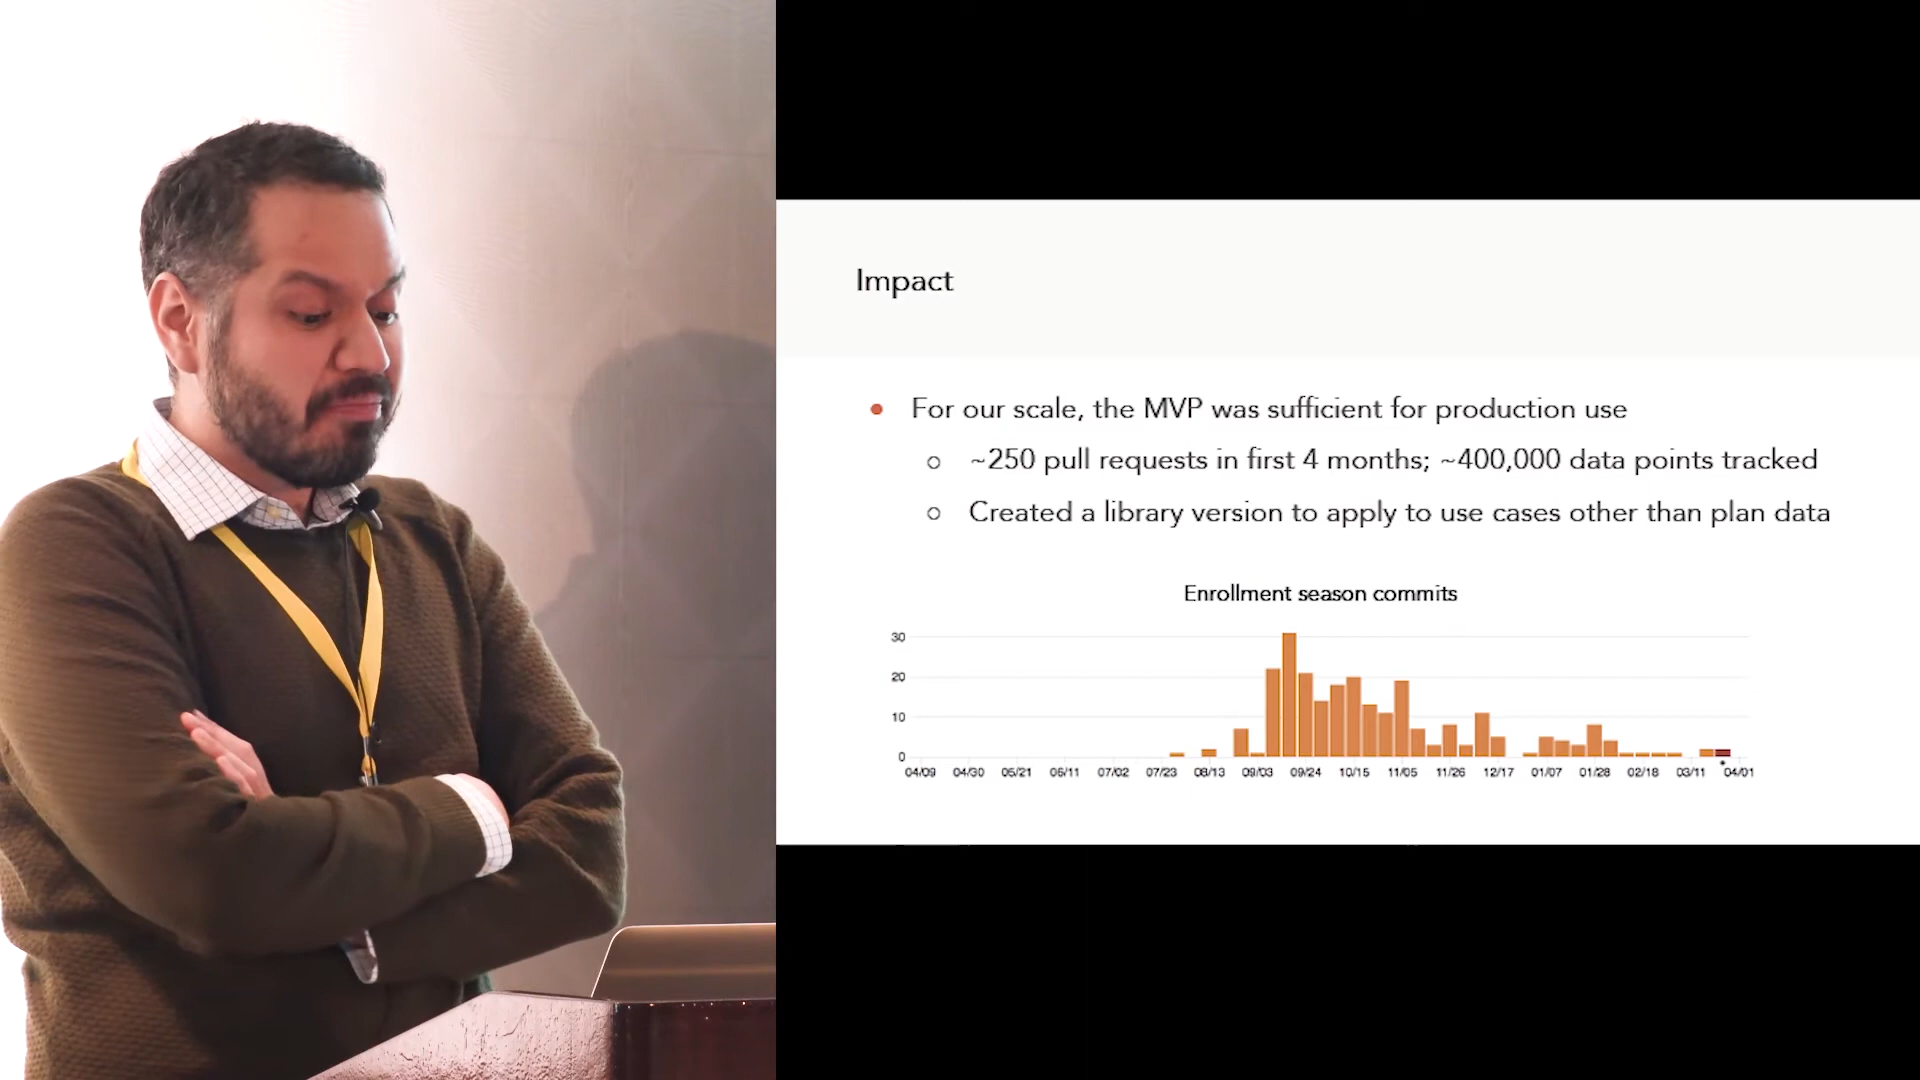 Impact
For our scale, the MVP was sufficient for production use
~250 pull requests in first 4 months; ~400,000 data points tracked
Created a library version to apply to use cases other than plan data
Enrollment season commits
30
20
10
0
04/09 04/30 05/21 06/11 07/02 07/23 08/13 09/03 09/24 10/15 11/05 11/26 12/17 01/07 01/28 02/18 03/11 04/01